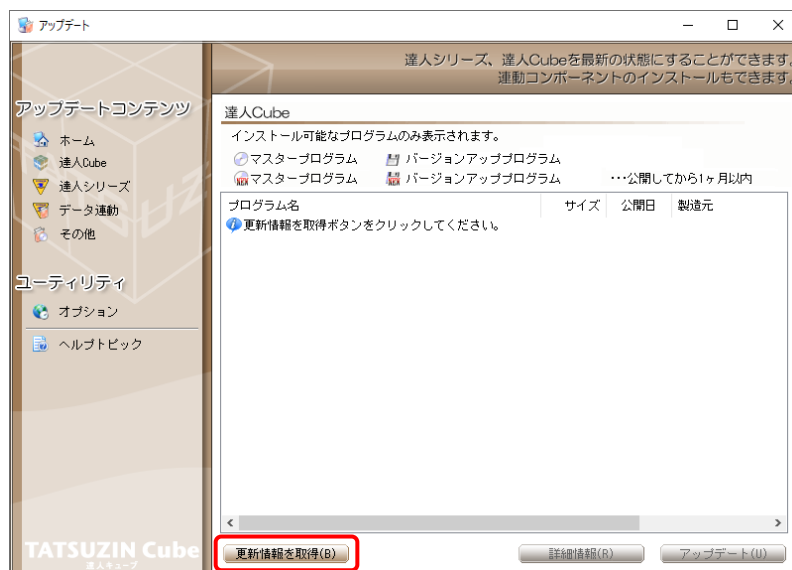 アップデート
達人シリーズ、達人Cubeを最新の状態にすることができます。
連動コンポーネントのインストールもできます。
アップデートコンテンツ
ホーム
達人Cube
達人シリーズ
データ連動
その他
ユーティリティ
オプション
ヘルプトピック
TATSUZIN Cube
達人キューブ
達人Cube
インストール可能なプログラムのみ表示されます。
マスタープログラム バージョンアッププログラム
マスタープログラム バージョンアッププログラム ･･･公開してから1ヶ月以内
プログラム名 サイズ 公開日 製造元
更新情報を取得ボタンをクリックしてください。
更新情報を取得(B) 詳細情報(R) アップデート(U)